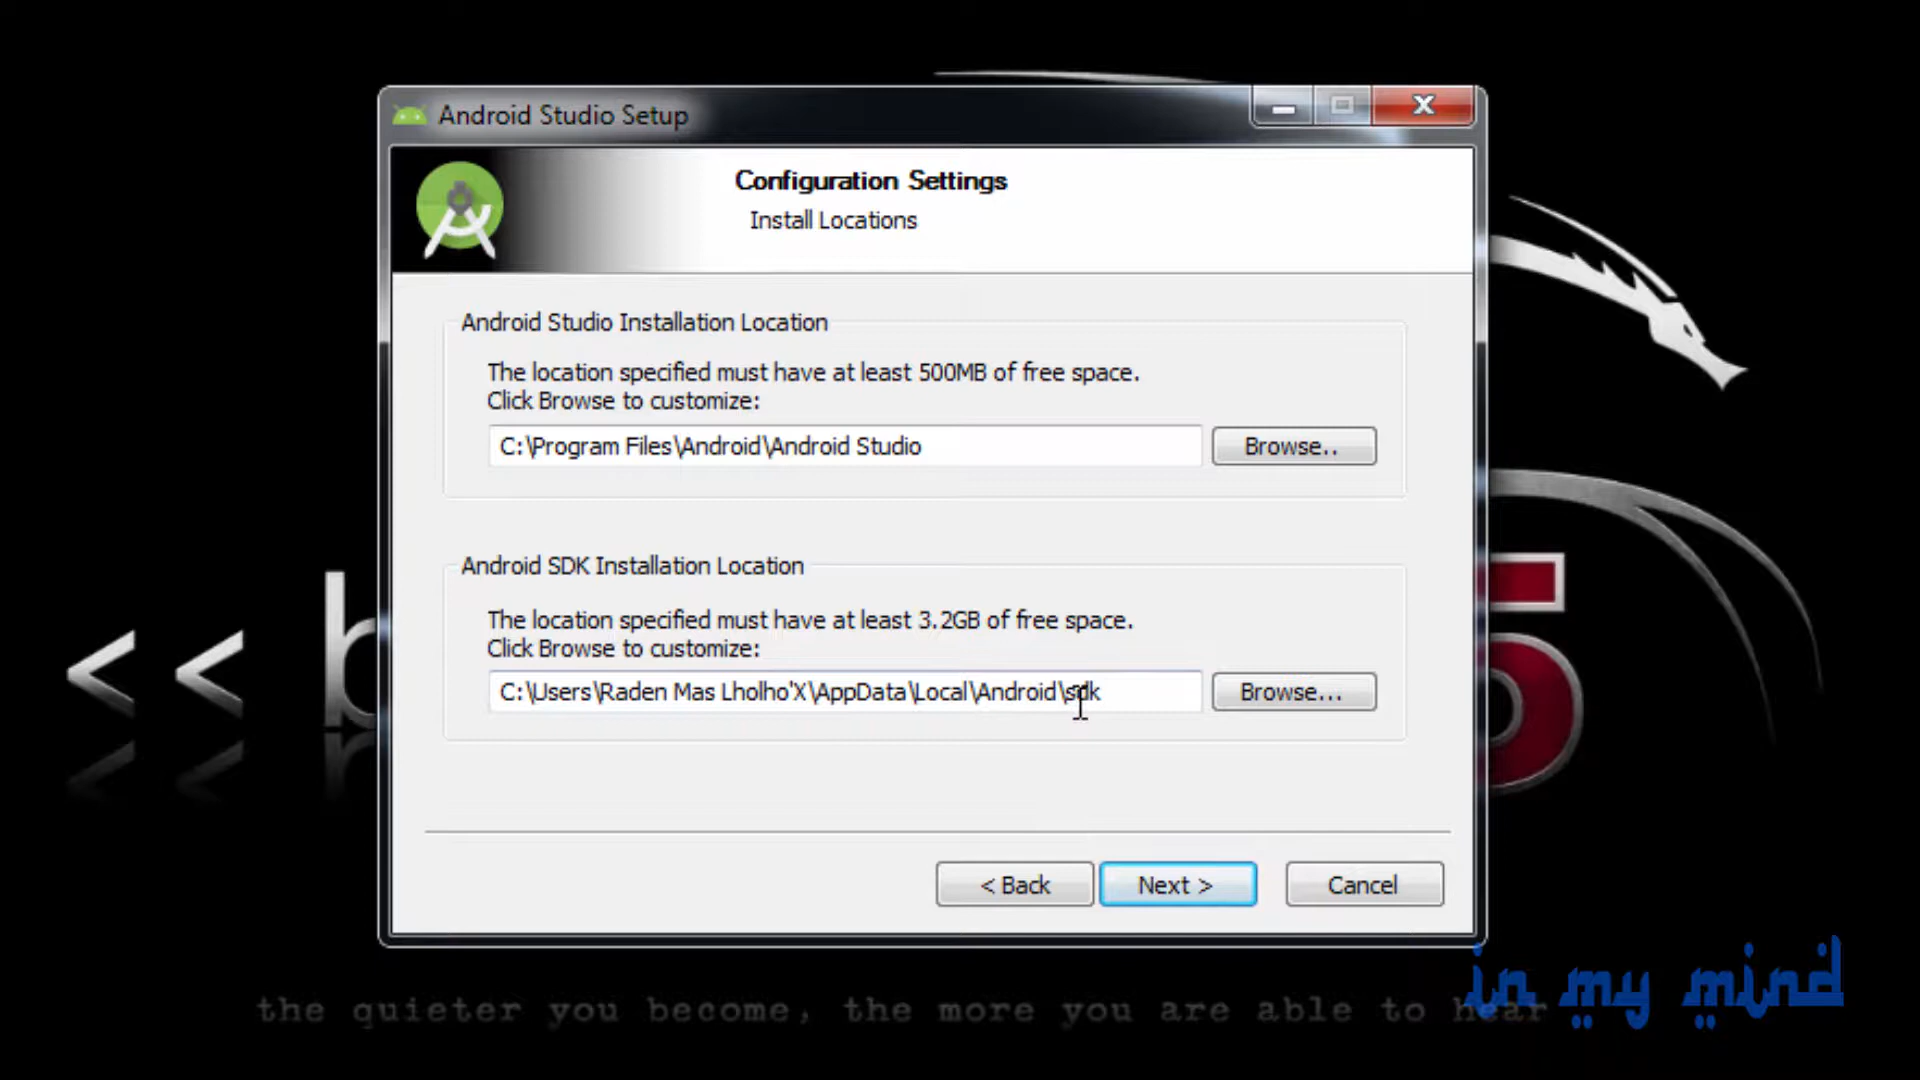 Android Studio Setup
Configuration Settings
Install Locations
Android Studio Installation Location
The location specified must have at least 500MB of free space.
Click Browse to customize:
C:\Program Files\Android\Android Studio
Browse..
Android SDK Installation Location
The location specified must have at least 3.2GB of free space.
Click Browse to customize:
C:\Users\Raden Mas Lholho'X\AppData\Local\Android\sdk
Browse...
<< b
5
< Back
Next >
Cancel
in my mind
the quieter you become, the more you are able to hear